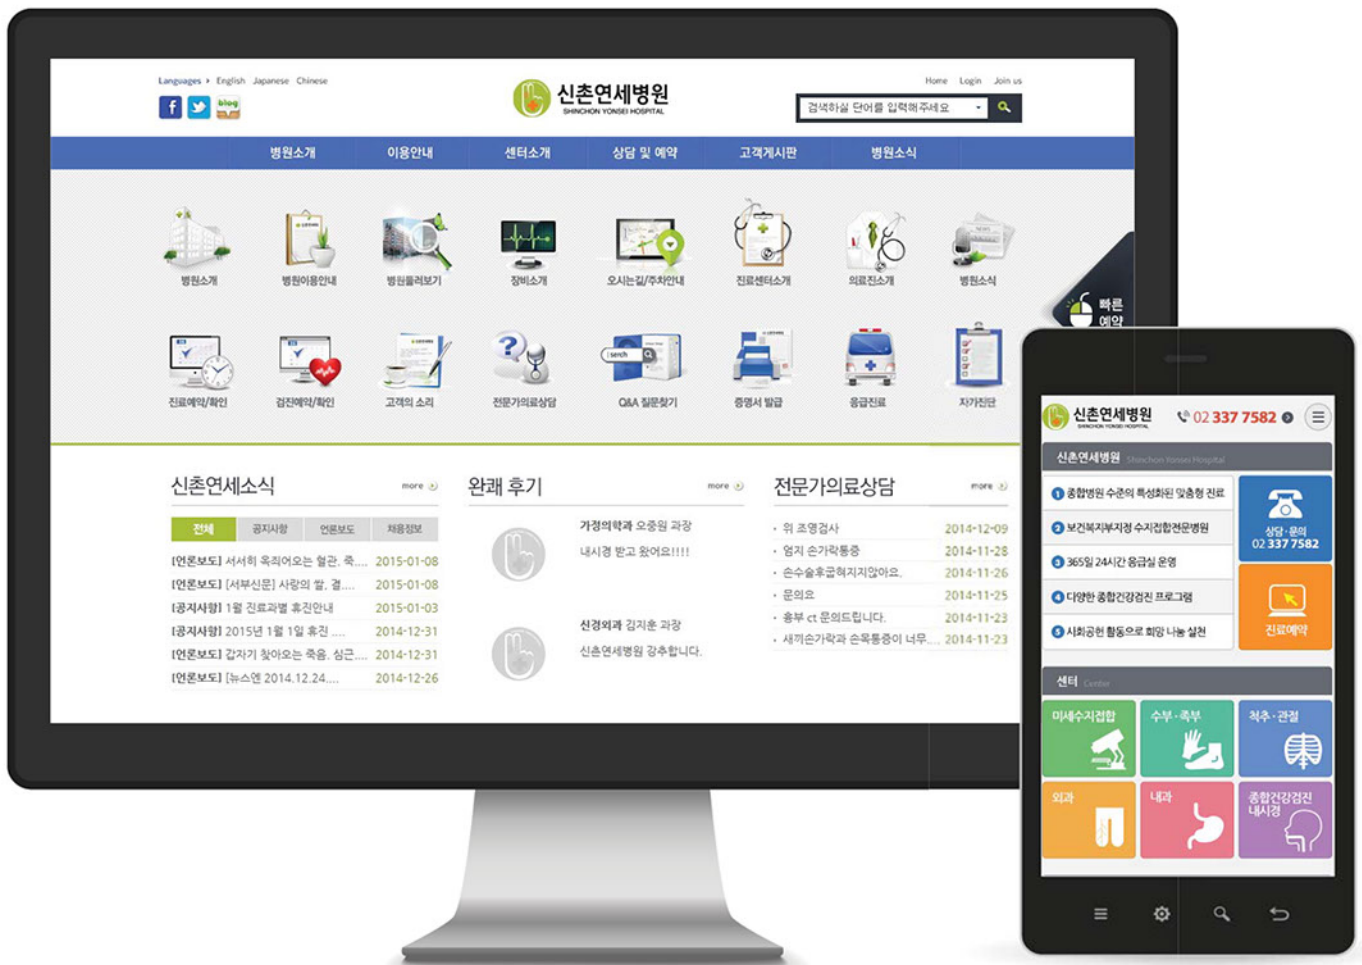 Languages › English Japanese Chinese
f
blog
신촌연세병원
SHINCHON YONSEI HOSPITAL
Home Login Join us
검색하실 단어를 입력해주세요
병원소개 이용안내 센터소개 상담 및 예약 고객게시판 병원소식
병원소개 병원이용안내 병원둘러보기 장비소개 오시는길/주차안내 진료센터소개 의료진소개 병원소식
NEWS
빠른
예약
?
serch
진료예약/확인 검진예약/확인 고객의 소리 전문가의료상담 Q&A 질문찾기 증명서 발급 응급진료 자가진단
신촌연세소식 more
전체 공지사항 언론보도 채용정보
[언론보도] 서서히 옥죄어오는 혈관. 죽.... 2015-01-08
[언론보도] [서부신문] 사랑의 쌀. 결.... 2015-01-08
[공지사항] 1월 진료과별 휴진안내 2015-01-03
[공지사항] 2015년 1월 1일 휴진 .... 2014-12-31
[언론보도] 갑자기 찾아오는 죽음. 심근.... 2014-12-31
[언론보도] [뉴스엔 2014.12.24.... 2014-12-26
완쾌 후기 more
가정의학과 오중원 과장
내시경 받고 왔어요!!!!
신경외과 김지훈 과장
신촌연세병원 강추합니다.
전문가의료상담 more
· 위 조영검사 2014-12-09
· 엄지 손가락통증 2014-11-28
· 손수술후굽혀지지않아요. 2014-11-26
· 문의요 2014-11-25
· 흉부 ct 문의드립니다. 2014-11-23
· 새끼손가락과 손목통증이 너무.... 2014-11-23
신촌연세병원
SHINCHON YONSEI HOSPITAL
02 337 7582
신촌연세병원 Shinchon Yonsei Hospital
1 종합병원 수준의 특성화된 맞춤형 진료
2 보건복지부지정 수지접합전문병원
3 365일 24시간 응급실 운영
4 다양한 종합건강검진 프로그램
5 사회공헌 활동으로 희망 나눔 실천
상담·문의
02 337 7582
진료예약
센터 Center
미세수지접합 수부·족부 척추·관절
외과 내과 종합건강검진
내시경